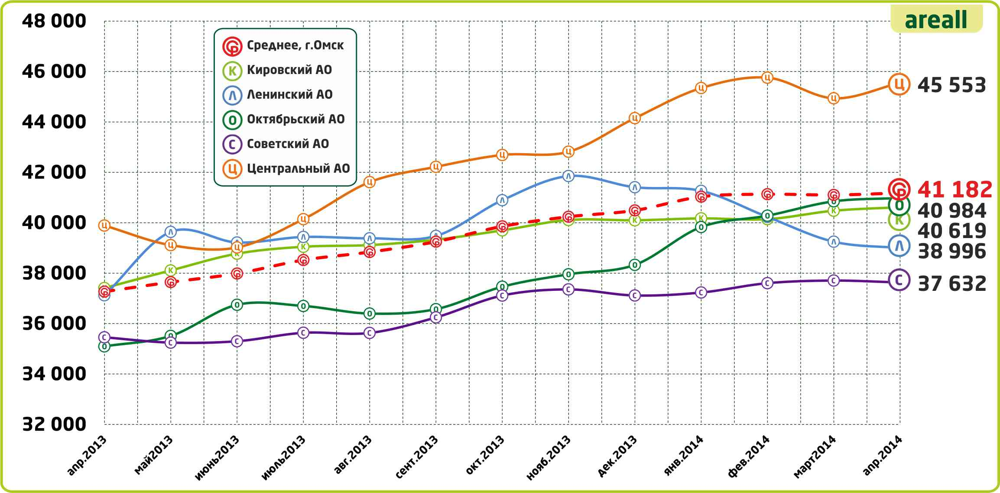 areall
48 000
46 000
44 000
42 000
40 000
38 000
36 000
34 000
32 000
Ср Среднее, г.Омск
К Кировский АО
Л Ленинский АО
О Октябрьский АО
С Советский АО
Ц Центральный АО
Ц 45 553
Ср 41 182
О 40 984
К 40 619
Л 38 996
С 37 632
апр.2013
май2013
июнь2013
июль2013
авг.2013
сент.2013
окт.2013
нояб.2013
дек.2013
янв.2014
фев.2014
март2014
апр.2014